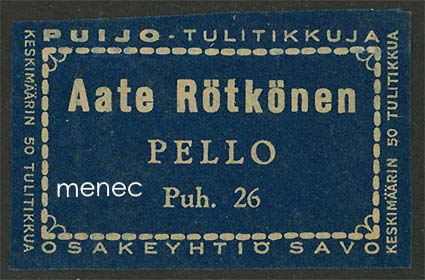 PUIJO - TULITIKKUJA
KESKIMÄÄRIN 50 TULITIKKUA
Aate Rötkönen
PELLO
Puh. 26
menec
KESKIMÄÄRIN 50 TULITIKKUA
OSAKEYHTIÖ SAVO